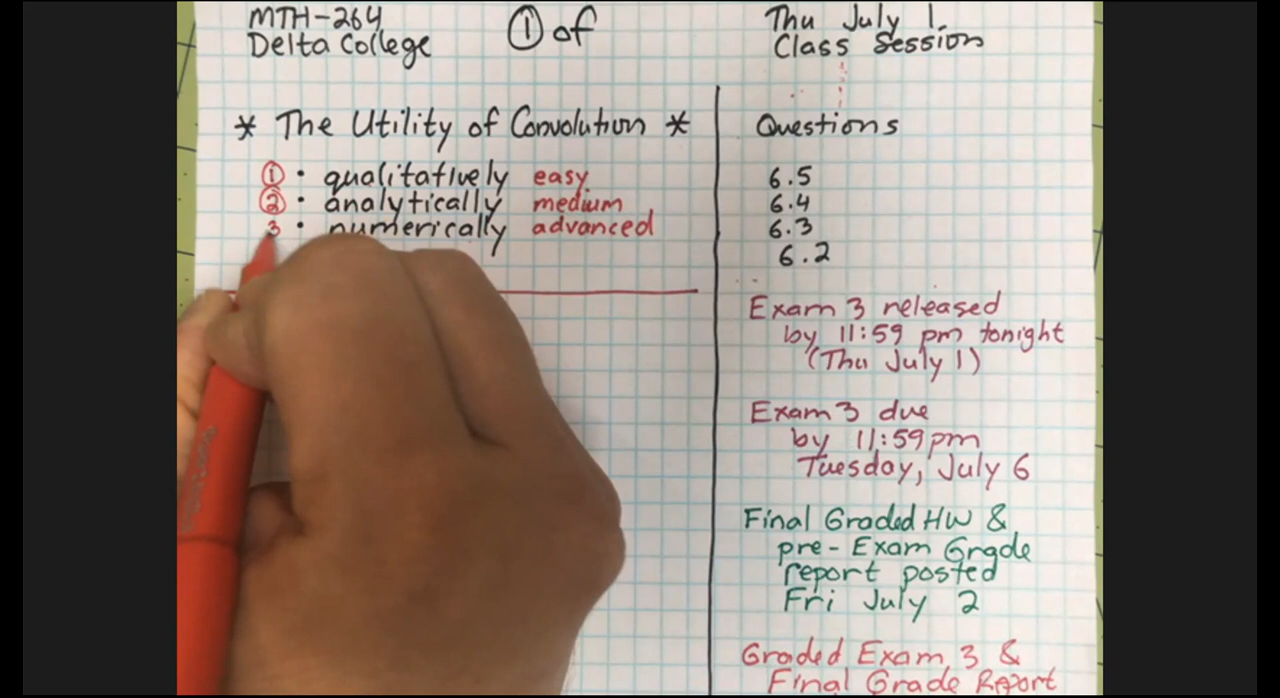 MTH-264
Delta College
① of
Thu July 1.
Class Session
* The Utility of Convolution *
① • qualitatively easy
② • analytically medium
3 • numerically advanced
Questions
6.5
6.4
6.3
6.2
Exam 3 released
by 11:59 pm tonight
(Thu July 1)
Exam 3 due
by 11:59pm
Tuesday, July 6
Final Graded HW &
pre-Exam Grade
report posted
Fri July 2
Graded Exam 3 &
Final Grade Report